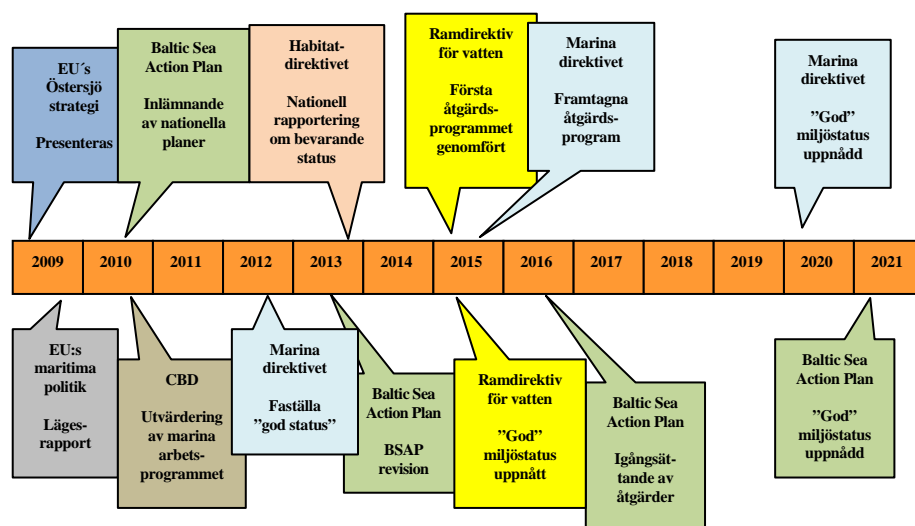 EU´s
Östersjö
strategi
Presenteras
Baltic Sea
Action Plan
Inlämnande
av nationella
planer
Habitat-
direktivet
Nationell
rapportering
om bevarande
status
Ramdirektiv
för vatten
Första
åtgärds-
programmet
genomfört
Marina
direktivet
Framtagna
åtgärds-
program
Marina
direktivet
”God”
miljöstatus
uppnådd
2009 2010 2011 2012 2013 2014 2015 2016 2017 2018 2019 2020 2021
EU:s
maritima
politik
Läges-
rapport
CBD
Utvärdering
av marina
arbets-
programmet
Marina
direktivet
Faställa
”god status”
Baltic Sea
Action Plan
BSAP
revision
Ramdirektiv
för vatten
”God”
miljöstatus
uppnått
Baltic Sea
Action Plan
Igångsät-
tande av
åtgärder
Baltic Sea
Action Plan
”God”
miljöstatus
uppnådd